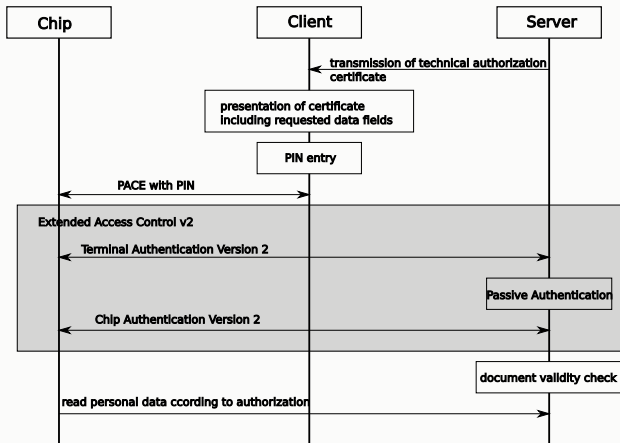 Chip
Client
Server
transmission of technical authorization
certificate
presentation of certificate
including requested data fields
PIN entry
PACE with PIN
Extended Access Control v2
Terminal Authentication Version 2
Passive Authentication
Chip Authentication Version 2
document validity check
read personal data ccording to authorization